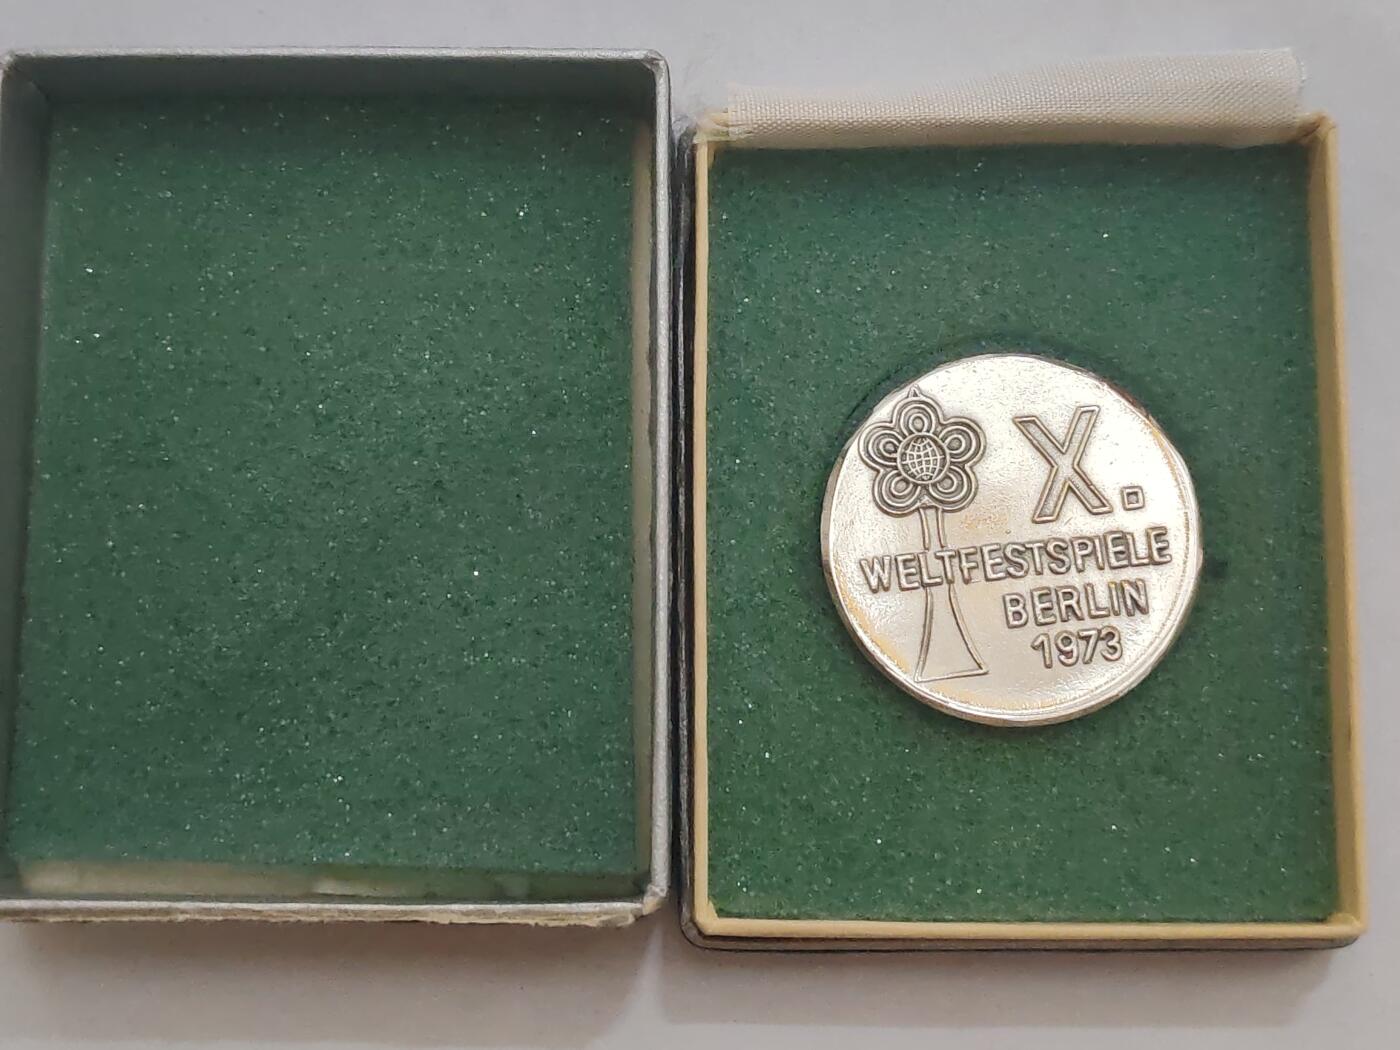 X.
WELTFESTSPIELE
BERLIN
1973